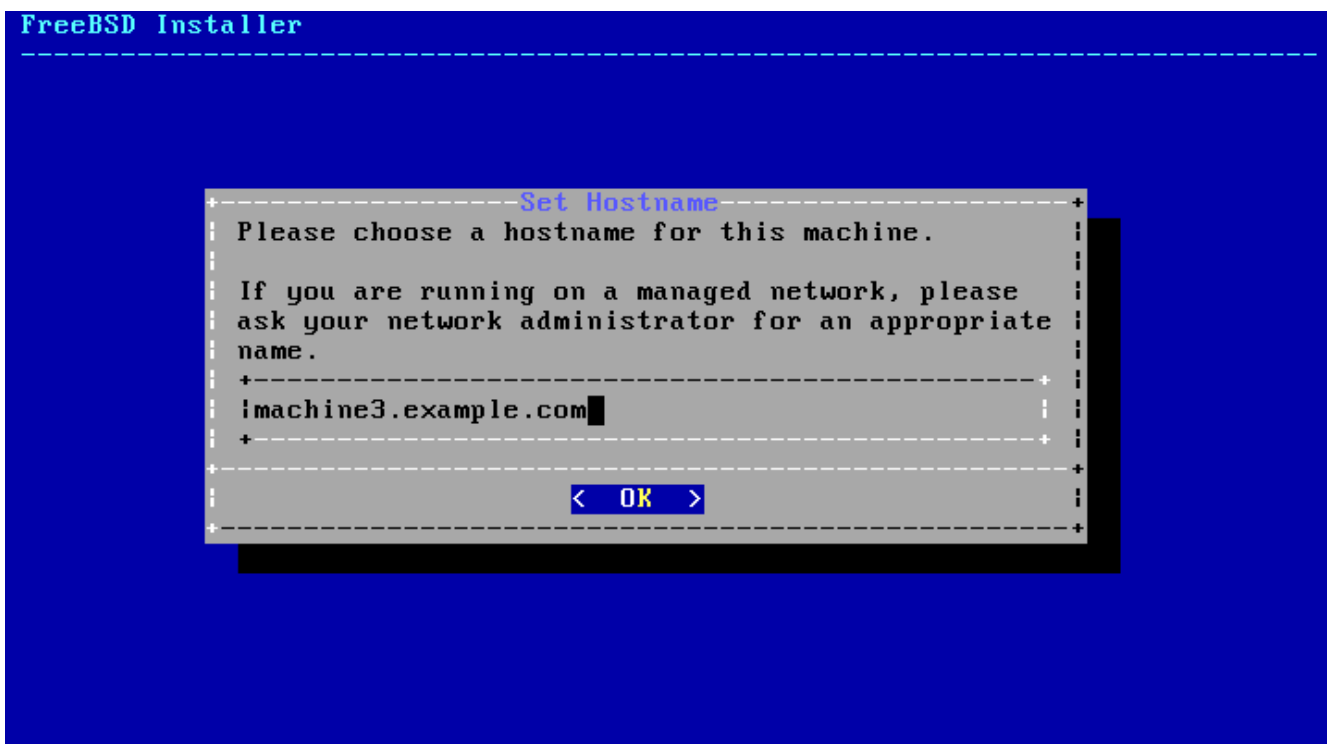 FreeBSD Installer
Set Hostname
Please choose a hostname for this machine.
If you are running on a managed network, please
ask your network administrator for an appropriate
name.
machine3.example.com
< OK >